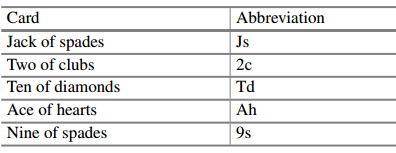 Card Abbreviation
Jack of spades Js
Two of clubs 2c
Ten of diamonds Td
Ace of hearts Ah
Nine of spades 9s